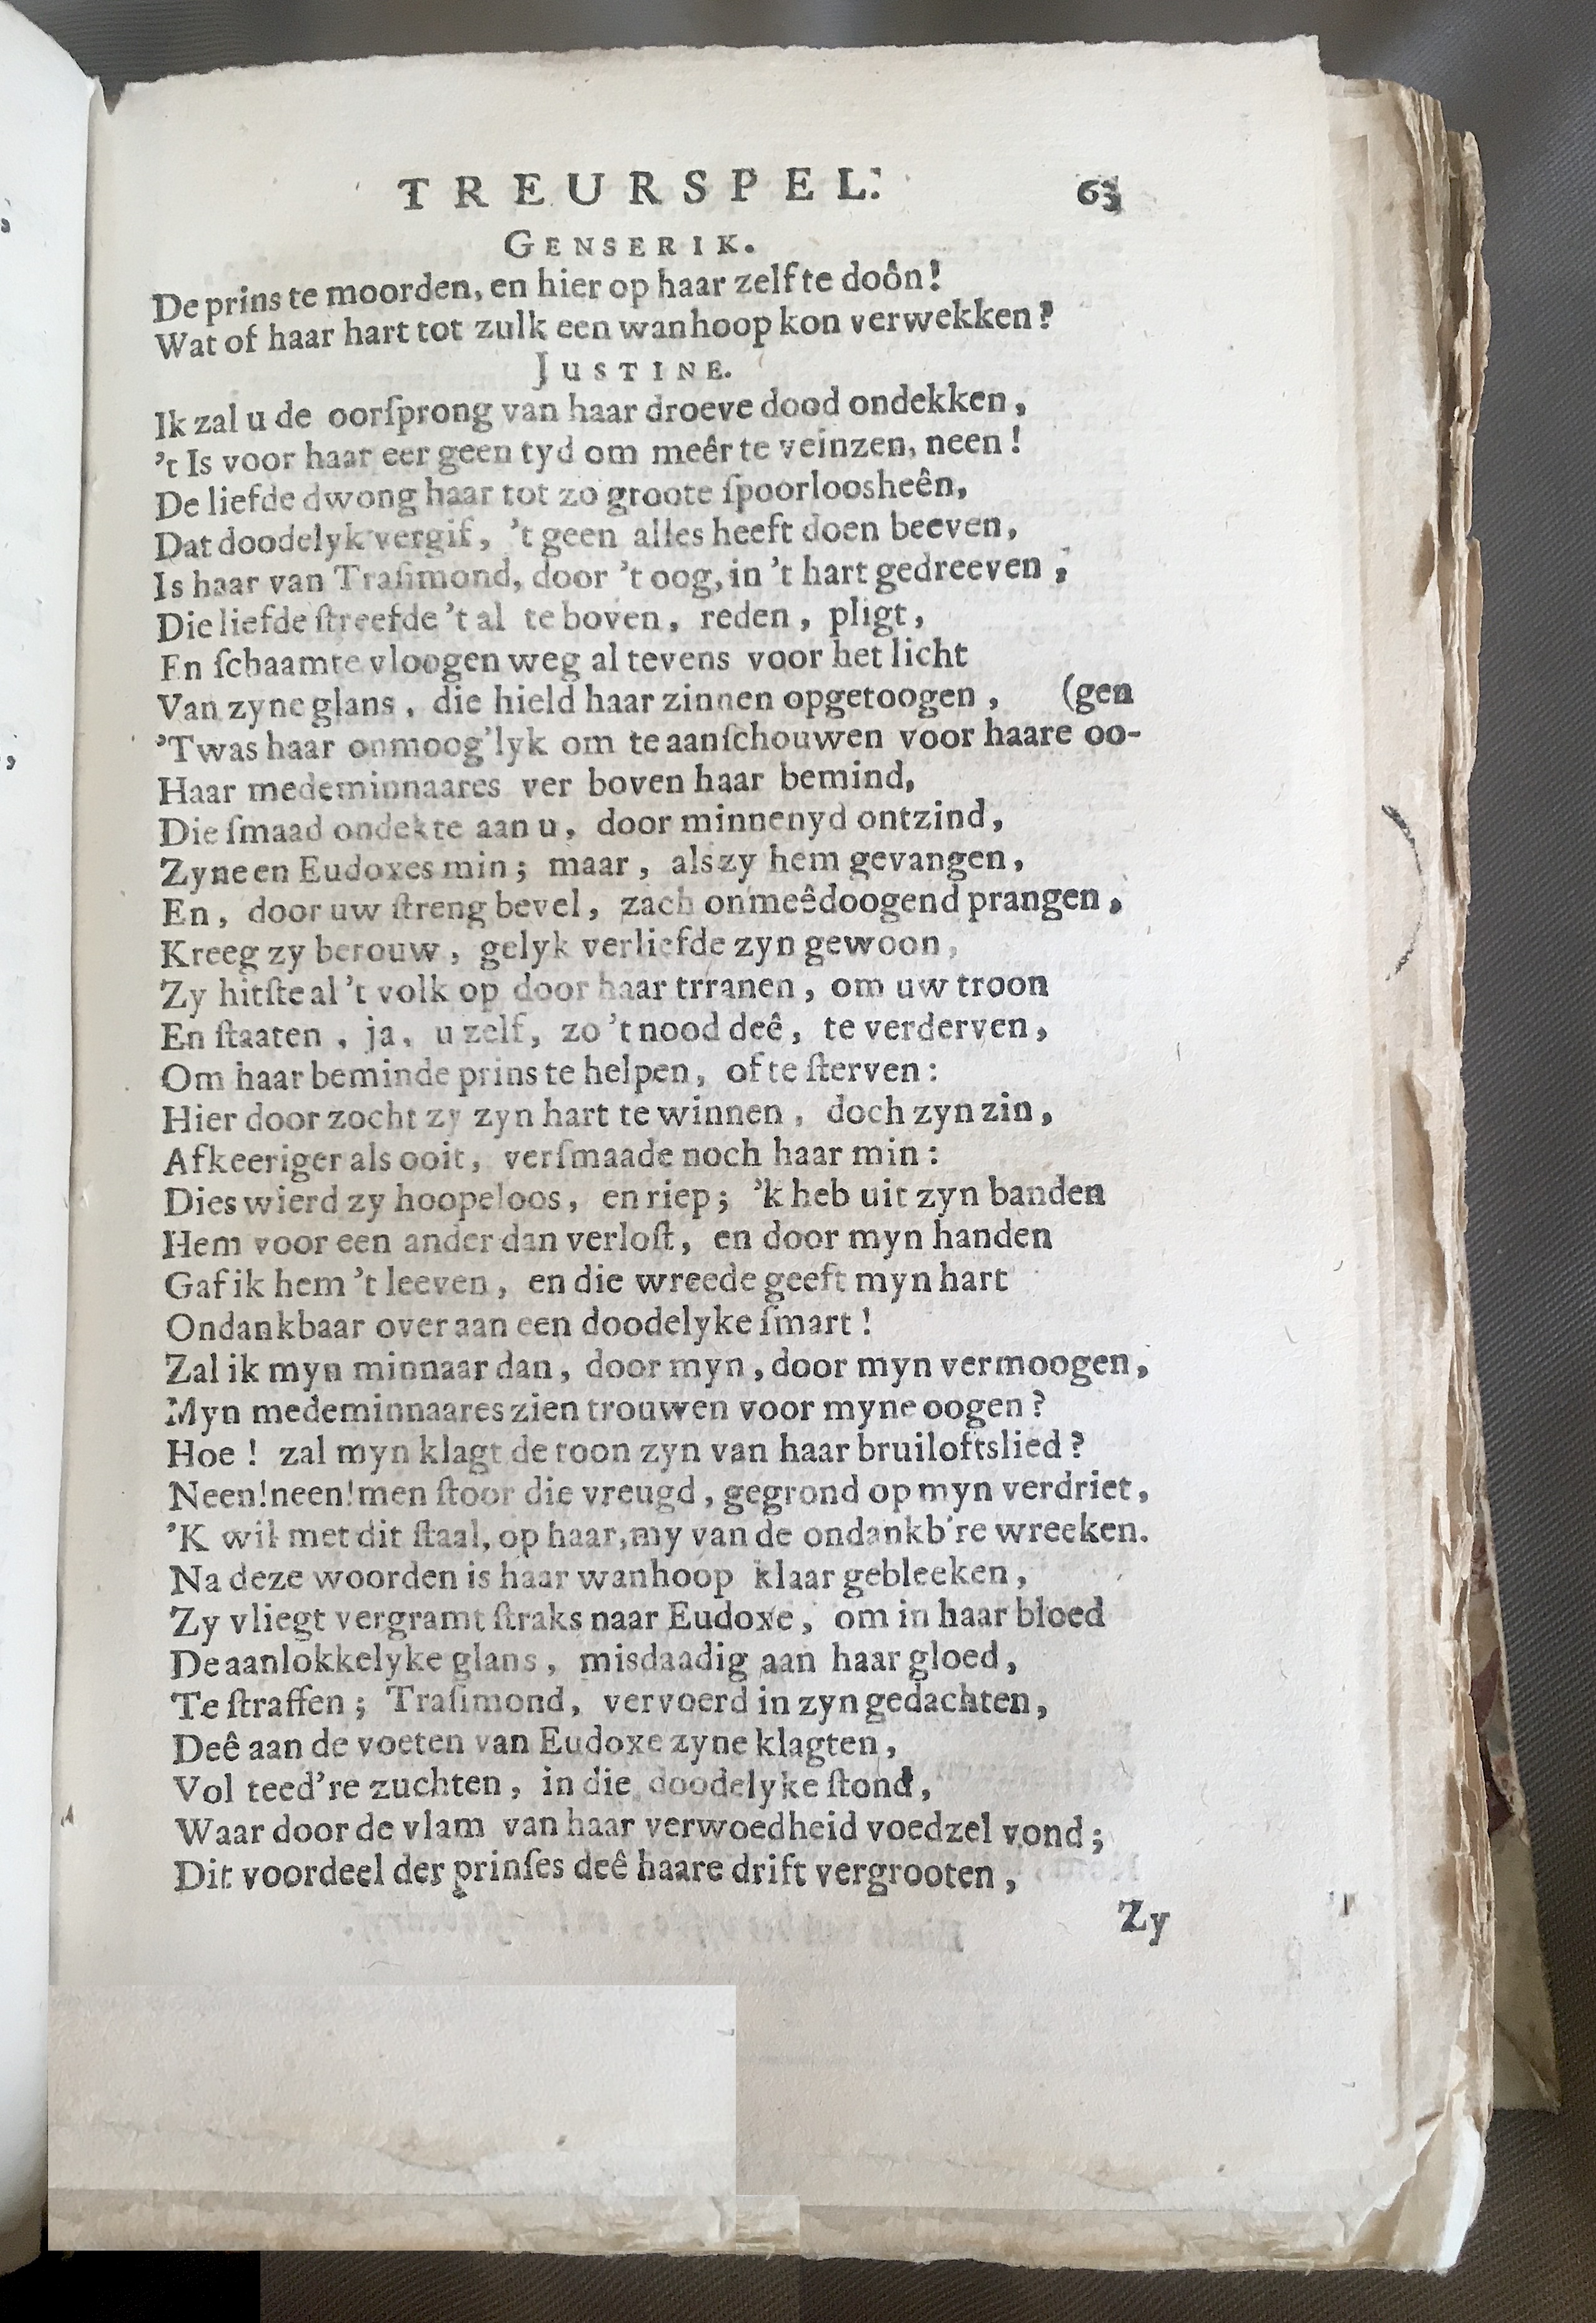 TREURSPEL. 63
GENSERIK.
De prins te moorden, en hier op haar zelf te doôn!
Wat of haar hart tot zulk een wanhoop kon verwekken?
JUSTINE.
Ik zal u de oorſprong van haar droeve dood ondekken,
't Is voor haar eer geen tyd om meêr te veinzen, neen!
De liefde dwong haar tot zo groote ſpoorloosheên,
Dat doodelyk vergif, 't geen alles heeft doen beeven,
Is haar van Traſimond, door 't oog, in 't hart gedreeven;
Die liefde ſtreefde 't al te boven, reden, pligt,
En ſchaamte vloogen weg al tevens voor het licht
Van zyne glans, die hield haar zinnen opgetoogen, (gen
'Twas haar onmoog'lyk om te aanſchouwen voor haare oo-
Haar medeminnaares ver boven haar bemind,
Die ſmaad ondekte aan u, door minnenyd ontzind,
Zyne en Eudoxes min; maar, als zy hem gevangen,
En, door uw ſtreng bevel, zach onmeêdoogend prangen,
Kreeg zy berouw, gelyk verliefde zyn gewoon,
Zy hitſte al 't volk op door haar trranen, om uw troon
En ſtaaten, ja, u zelf, zo 't nood deê, te verderven,
Om haar beminde prins te helpen, of te ſterven:
Hier door zocht zy zyn hart te winnen, doch zyn zin,
Afkeeriger als ooit, verſmaade noch haar min:
Dies wierd zy hoopeloos, en riep; 'k heb uit zyn banden
Hem voor een ander dan verloſt, en door myn handen
Gaf ik hem 't leeven, en die wreede geeft myn hart
Ondankbaar over aan een doodelyke ſmart!
Zal ik myn minnaar dan, door myn, door myn vermoogen,
Myn medeminnaares zien trouwen voor myne oogen?
Hoe! zal myn klagt de toon zyn van haar bruiloftslied?
Neen! neen! men ſtoor die vreugd, gegrond op myn verdriet,
'K wil met dit ſtaal, op haar, my van de ondankb're wreeken.
Na deze woorden is haar wanhoop klaar gebleeken,
Zy vliegt vergramt ſtraks naar Eudoxe, om in haar bloed
De aanlokkelyke glans, misdaadig aan haar gloed,
Te ſtraffen; Traſimond, vervoerd in zyn gedachten,
Deê aan de voeten van Eudoxe zyne klagten,
Vol teed're zuchten, in die doodelyke ſtond,
Waar door de vlam van haar verwoedheid voedzel vond;
Dit voordeel der prinſes deê haare drift vergrooten,
Zy